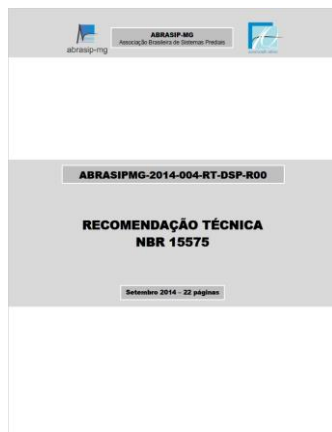 abrasip-mg
ABRASIP-MG
Associação Brasileira de Sistemas Prediais
ABRASIPMG-2014-004-RT-DSP-R00
RECOMENDAÇÃO TÉCNICA
NBR 15575
Setembro 2014 – 22 páginas